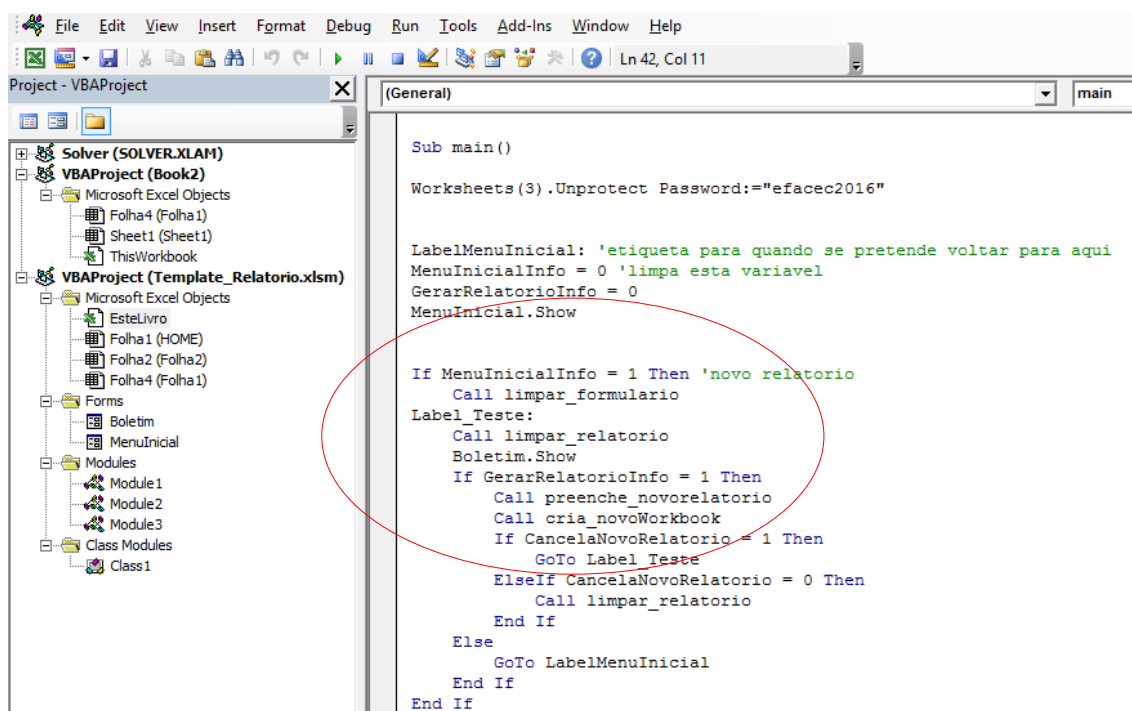 File Edit View Insert Format Debug Run Tools Add-Ins Window Help
Ln 42, Col 11
Project - VBAProject
Solver (SOLVER.XLAM)
VBAProject (Book2)
Microsoft Excel Objects
Folha4 (Folha1)
Sheet1 (Sheet1)
ThisWorkbook
VBAProject (Template_Relatorio.xlsm)
Microsoft Excel Objects
EsteLivro
Folha1 (HOME)
Folha2 (Folha2)
Folha4 (Folha1)
Forms
Boletim
MenuInicial
Modules
Module1
Module2
Module3
Class Modules
Class1
(General) main
Sub main()
Worksheets(3).Unprotect Password:="efacec2016"
LabelMenuInicial: 'etiqueta para quando se pretende voltar para aqui
MenuInicialInfo = 0 'limpa esta variavel
GerarRelatorioInfo = 0
MenuInicial.Show
If MenuInicialInfo = 1 Then 'novo relatorio
Call limpar_formulario
Label_Teste:
Call limpar_relatorio
Boletim.Show
If GerarRelatorioInfo = 1 Then
Call preenche_novorelatorio
Call cria_novoWorkbook
If CancelaNovoRelatorio = 1 Then
GoTo Label_Teste
ElseIf CancelaNovoRelatorio = 0 Then
Call limpar_relatorio
End If
Else
GoTo LabelMenuInicial
End If
End If